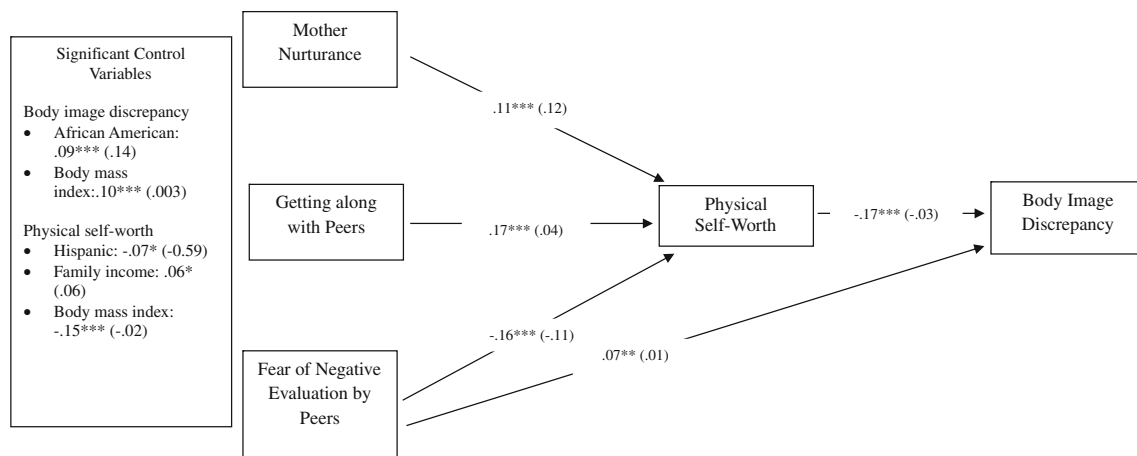 Significant Control
Variables
Body image discrepancy
• African American:
.09*** (.14)
• Body mass
index:.10*** (.003)
Physical self-worth
• Hispanic: -.07* (-0.59)
• Family income: .06*
(.06)
• Body mass index:
-.15*** (-.02)
Mother
Nurturance
.11*** (.12)
Getting along
with Peers
.17*** (.04)
Physical
Self-Worth
-.17*** (-.03)
Body Image
Discrepancy
-.16*** (-.11)
.07** (.01)
Fear of Negative
Evaluation by
Peers